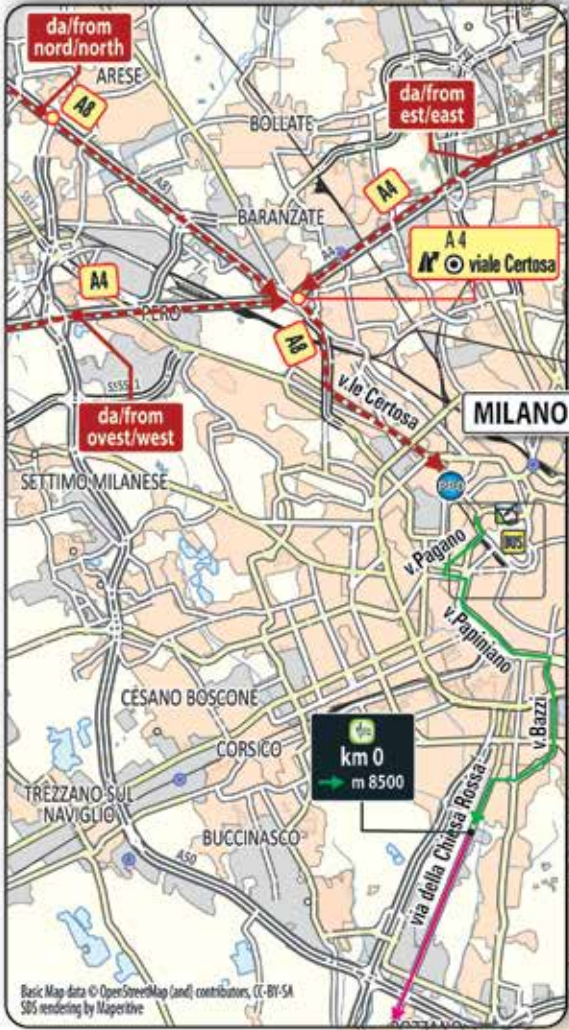 da/from
nord/north
ARESE
A8
BOLLATE
da/from
est/east
A8
A4
BARANZATE
A4
A 4
viale Certosa
A4
PERO
A8
v.le Certosa
da/from
ovest/west
MILANO
SETTIMO MILANESE
PPO
BUS
v.Pagano
v.Papiniano
CESANO BOSCONE
v.Bazzi
km 0
m 8500
CORSICO
TREZZANO SUL
NAVIGLIO
via della Chiesa Rossa
BUCCINASCO
A50
Basic Map data © OpenStreetMap (and) contributors, CC-BY-SA
SDS rendering by Maperitive